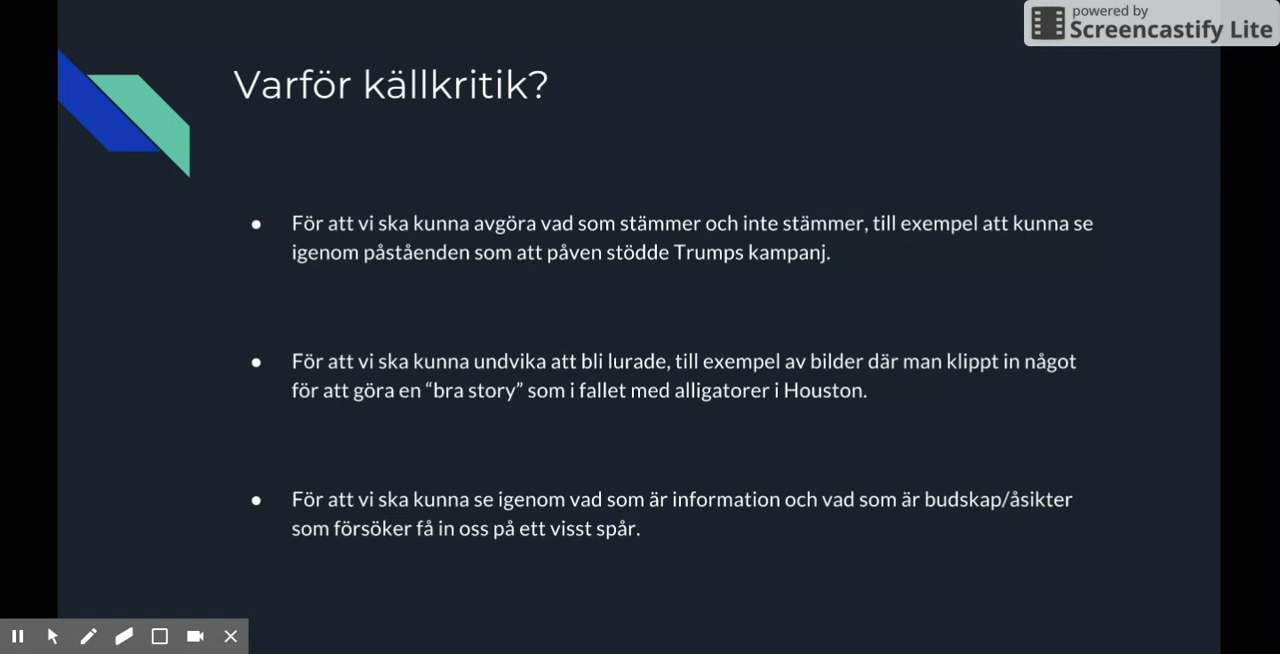 powered by
Screencastify Lite
Varför källkritik?
● För att vi ska kunna avgöra vad som stämmer och inte stämmer, till exempel att kunna se
igenom påståenden som att påven stödde Trumps kampanj.
● För att vi ska kunna undvika att bli lurade, till exempel av bilder där man klippt in något
för att göra en “bra story” som i fallet med alligatorer i Houston.
● För att vi ska kunna se igenom vad som är information och vad som är budskap/åsikter
som försöker få in oss på ett visst spår.